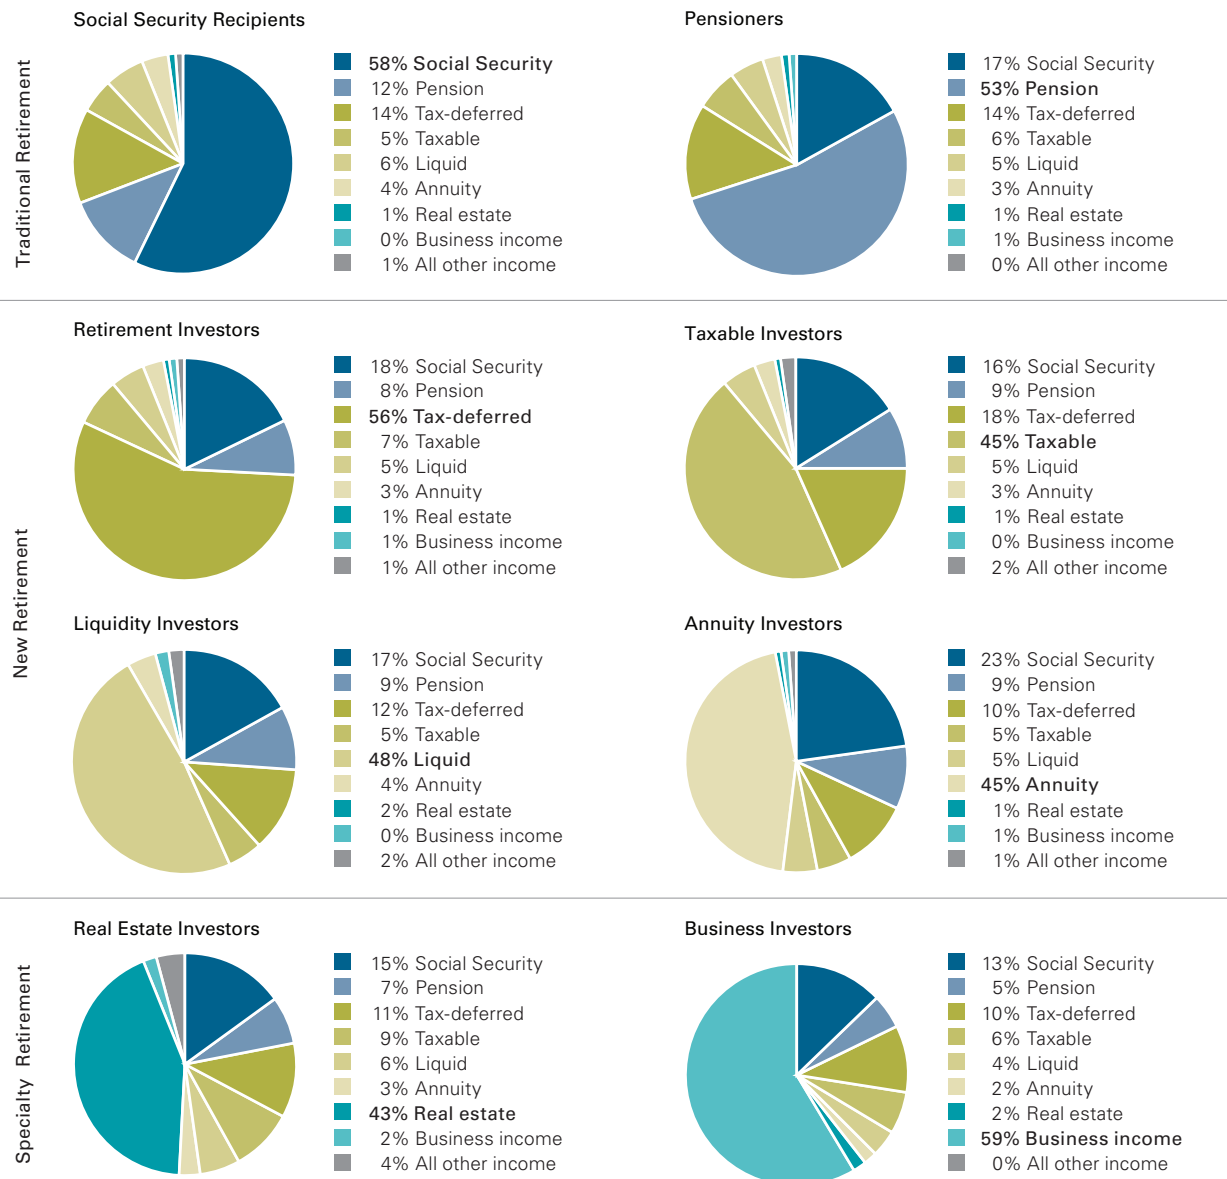 Traditional Retirement
Social Security Recipients
58% Social Security
12% Pension
14% Tax-deferred
5% Taxable
6% Liquid
4% Annuity
1% Real estate
0% Business income
1% All other income
Pensioners
17% Social Security
53% Pension
14% Tax-deferred
6% Taxable
5% Liquid
3% Annuity
1% Real estate
1% Business income
0% All other income
New Retirement
Retirement Investors
18% Social Security
8% Pension
56% Tax-deferred
7% Taxable
5% Liquid
3% Annuity
1% Real estate
1% Business income
1% All other income
Taxable Investors
16% Social Security
9% Pension
18% Tax-deferred
45% Taxable
5% Liquid
3% Annuity
1% Real estate
0% Business income
2% All other income
Liquidity Investors
17% Social Security
9% Pension
12% Tax-deferred
5% Taxable
48% Liquid
4% Annuity
2% Real estate
0% Business income
2% All other income
Annuity Investors
23% Social Security
9% Pension
10% Tax-deferred
5% Taxable
5% Liquid
45% Annuity
1% Real estate
1% Business income
1% All other income
Specialty Retirement
Real Estate Investors
15% Social Security
7% Pension
11% Tax-deferred
9% Taxable
6% Liquid
3% Annuity
43% Real estate
2% Business income
4% All other income
Business Investors
13% Social Security
5% Pension
10% Tax-deferred
6% Taxable
4% Liquid
2% Annuity
2% Real estate
59% Business income
0% All other income